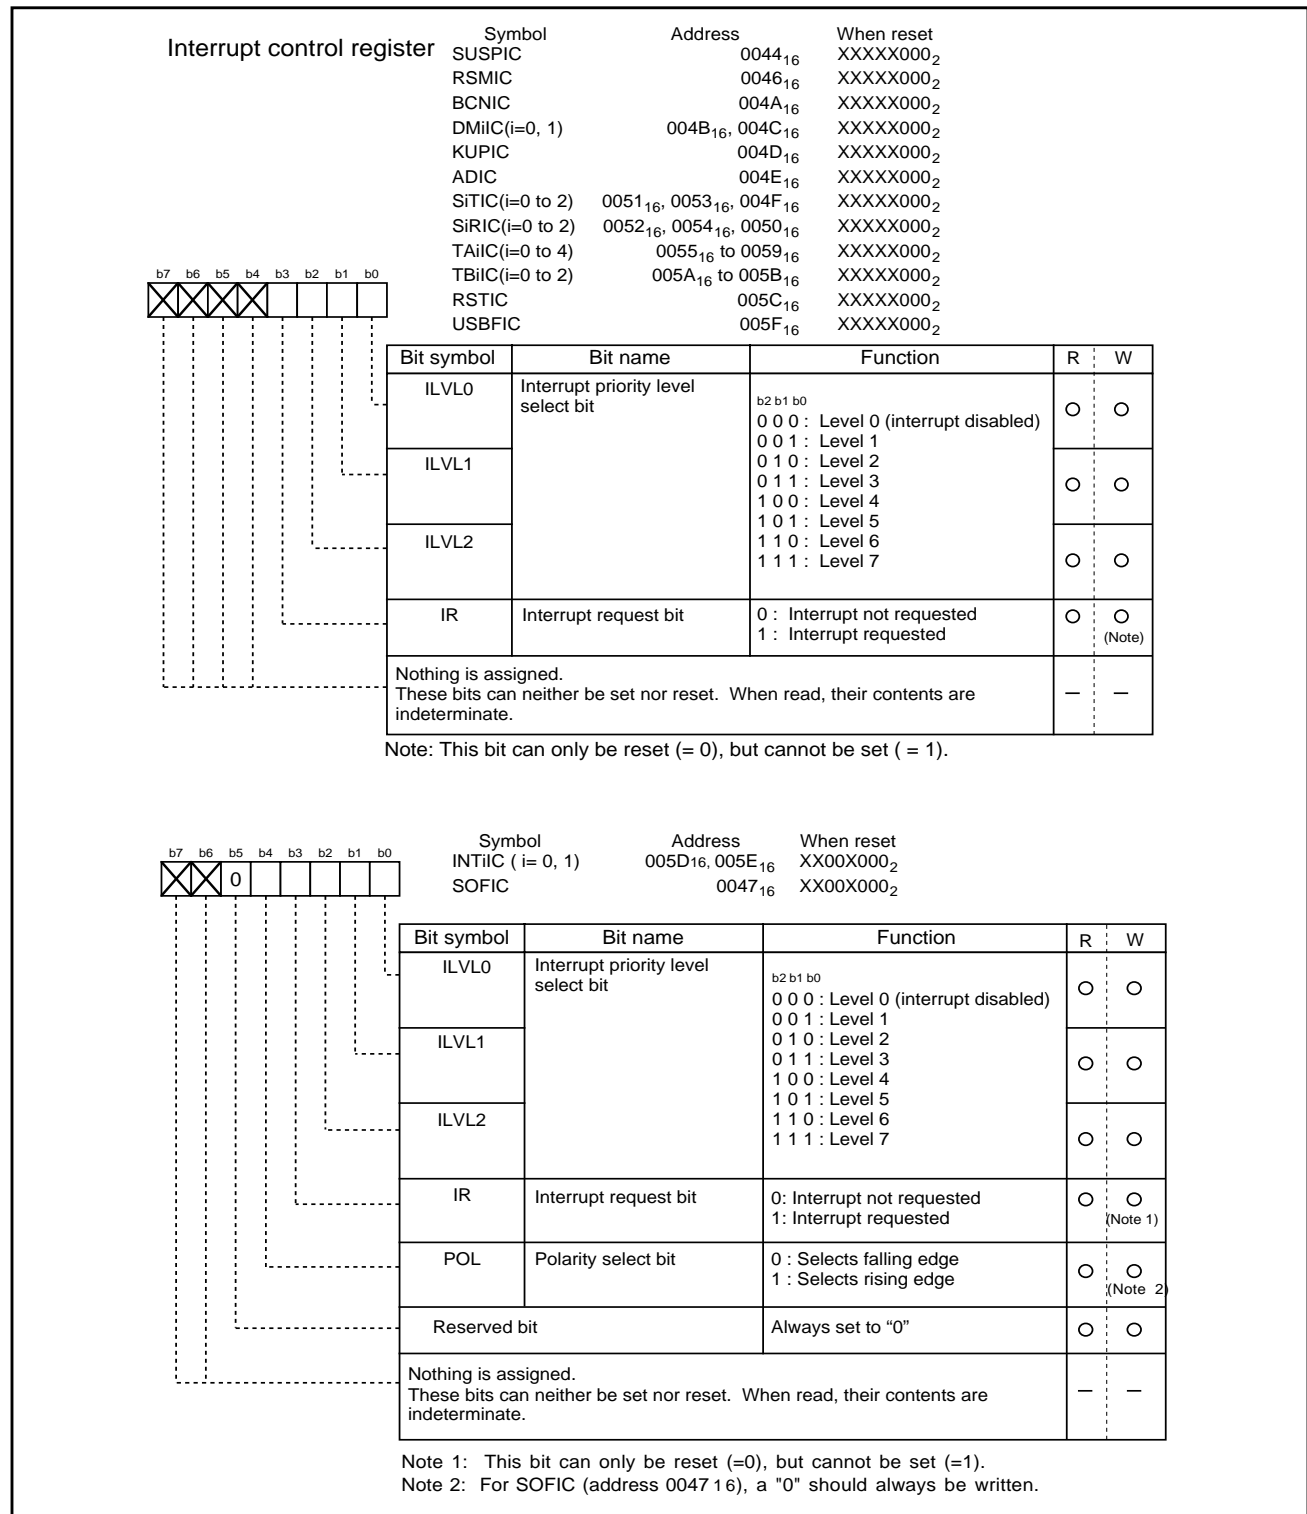 Interrupt control register
Symbol Address When reset
SUSPIC 0044₁₆ XXXXX000₂
RSMIC 0046₁₆ XXXXX000₂
BCNIC 004A₁₆ XXXXX000₂
DMiIC(i=0, 1) 004B₁₆, 004C₁₆ XXXXX000₂
KUPIC 004D₁₆ XXXXX000₂
ADIC 004E₁₆ XXXXX000₂
SiTIC(i=0 to 2) 0051₁₆, 0053₁₆, 004F₁₆ XXXXX000₂
SiRIC(i=0 to 2) 0052₁₆, 0054₁₆, 0050₁₆ XXXXX000₂
TAiIC(i=0 to 4) 0055₁₆ to 0059₁₆ XXXXX000₂
TBiIC(i=0 to 2) 005A₁₆ to 005B₁₆ XXXXX000₂
RSTIC 005C₁₆ XXXXX000₂
USBFIC 005F₁₆ XXXXX000₂
b7 b6 b5 b4 b3 b2 b1 b0
Bit symbol Bit name Function R W
ILVL0 Interrupt priority level
select bit
b2 b1 b0
0 0 0 : Level 0 (interrupt disabled)
0 0 1 : Level 1
ILVL1 0 1 0 : Level 2
0 1 1 : Level 3
1 0 0 : Level 4
1 0 1 : Level 5
ILVL2 1 1 0 : Level 6
1 1 1 : Level 7
IR Interrupt request bit 0 : Interrupt not requested
1 : Interrupt requested (Note)
Nothing is assigned.
These bits can neither be set nor reset. When read, their contents are
indeterminate.
Note: This bit can only be reset (= 0), but cannot be set ( = 1).
Symbol Address When reset
INTiIC ( i= 0, 1) 005D16, 005E₁₆ XX00X000₂
SOFIC 0047₁₆ XX00X000₂
b7 b6 b5 b4 b3 b2 b1 b0
0
Bit symbol Bit name Function R W
ILVL0 Interrupt priority level
select bit
b2 b1 b0
0 0 0 : Level 0 (interrupt disabled)
0 0 1 : Level 1
ILVL1 0 1 0 : Level 2
0 1 1 : Level 3
1 0 0 : Level 4
1 0 1 : Level 5
ILVL2 1 1 0 : Level 6
1 1 1 : Level 7
IR Interrupt request bit 0: Interrupt not requested
1: Interrupt requested (Note 1)
POL Polarity select bit 0 : Selects falling edge
1 : Selects rising edge (Note 2)
Reserved bit Always set to “0”
Nothing is assigned.
These bits can neither be set nor reset. When read, their contents are
indeterminate.
Note 1: This bit can only be reset (=0), but cannot be set (=1).
Note 2: For SOFIC (address 0047 1 6), a "0" should always be written.